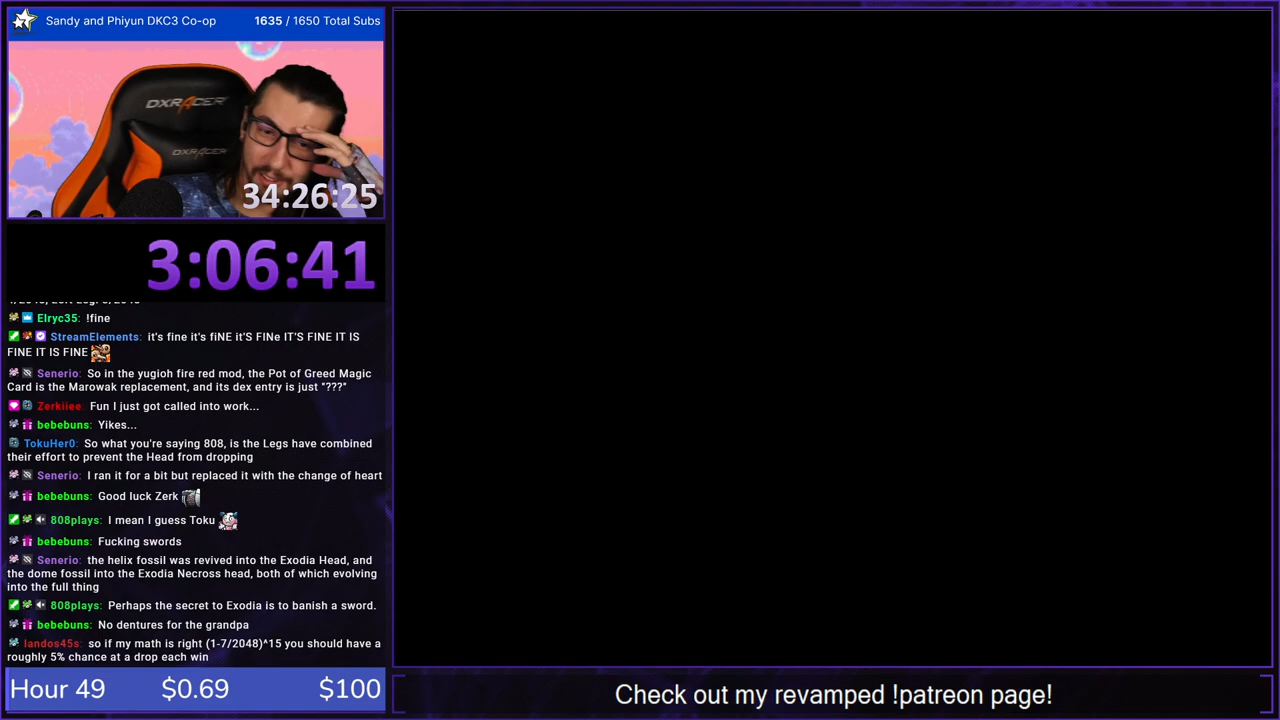 Sandy and Phiyun DKC3 Co-op 1635 / 1650 Total Subs
DXRACER
DXRACER
34:26:25
3:06:41
Elryc35: !fine
StreamElements: it's fine it's fiNE it'S FINe IT'S FINE IT IS
FINE IT IS FINE
Senerio: So in the yugioh fire red mod, the Pot of Greed Magic
Card is the Marowak replacement, and its dex entry is just "???"
Zerkiiee: Fun I just got called into work...
bebebuns: Yikes...
TokuHer0: So what you're saying 808, is the Legs have combined
their effort to prevent the Head from dropping
Senerio: I ran it for a bit but replaced it with the change of heart
bebebuns: Good luck Zerk
808plays: I mean I guess Toku
bebebuns: Fucking swords
Senerio: the helix fossil was revived into the Exodia Head, and
the dome fossil into the Exodia Necross head, both of which evolving
into the full thing
808plays: Perhaps the secret to Exodia is to banish a sword.
bebebuns: No dentures for the grandpa
landos45s: so if my math is right (1-7/2048)^15 you should have a
roughly 5% chance at a drop each win
Hour 49 $0.69 $100
Check out my revamped !patreon page!